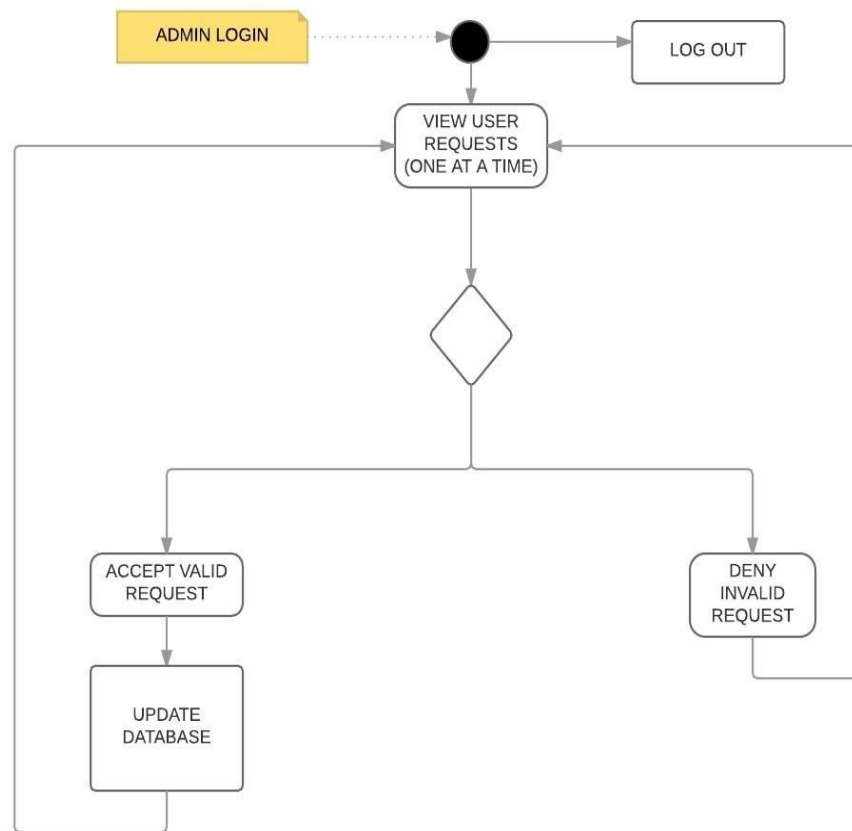 ADMIN LOGIN
LOG OUT
VIEW USER
REQUESTS
(ONE AT A TIME)
ACCEPT VALID
REQUEST
DENY
INVALID
REQUEST
UPDATE
DATABASE